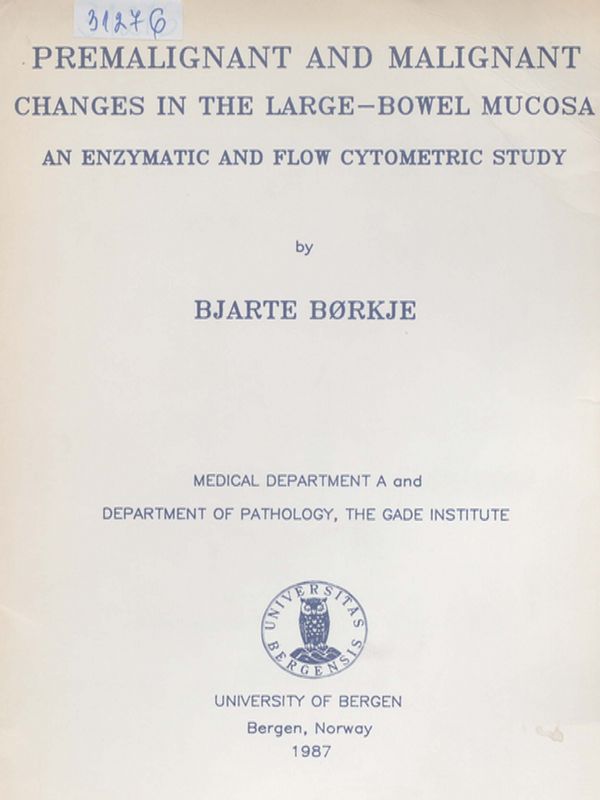 31276
PREMALIGNANT AND MALIGNANT
CHANGES IN THE LARGE-BOWEL MUCOSA
AN ENZYMATIC AND FLOW CYTOMETRIC STUDY
by
BJARTE BØRKJE
MEDICAL DEPARTMENT A and
DEPARTMENT OF PATHOLOGY, THE GADE INSTITUTE
UNIVERSITAS
BERGENSIS
UNIVERSITY OF BERGEN
Bergen, Norway
1987